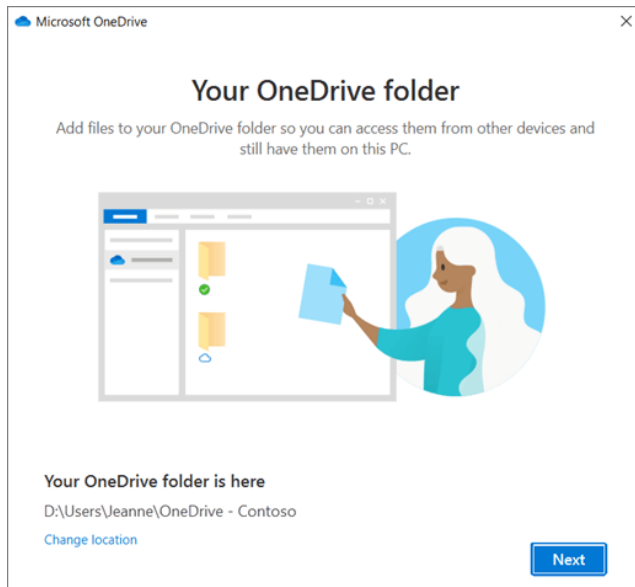 Microsoft OneDrive
Your OneDrive folder
Add files to your OneDrive folder so you can access them from other devices and
still have them on this PC.
Your OneDrive folder is here
D:\Users\Jeanne\OneDrive - Contoso
Change location
Next